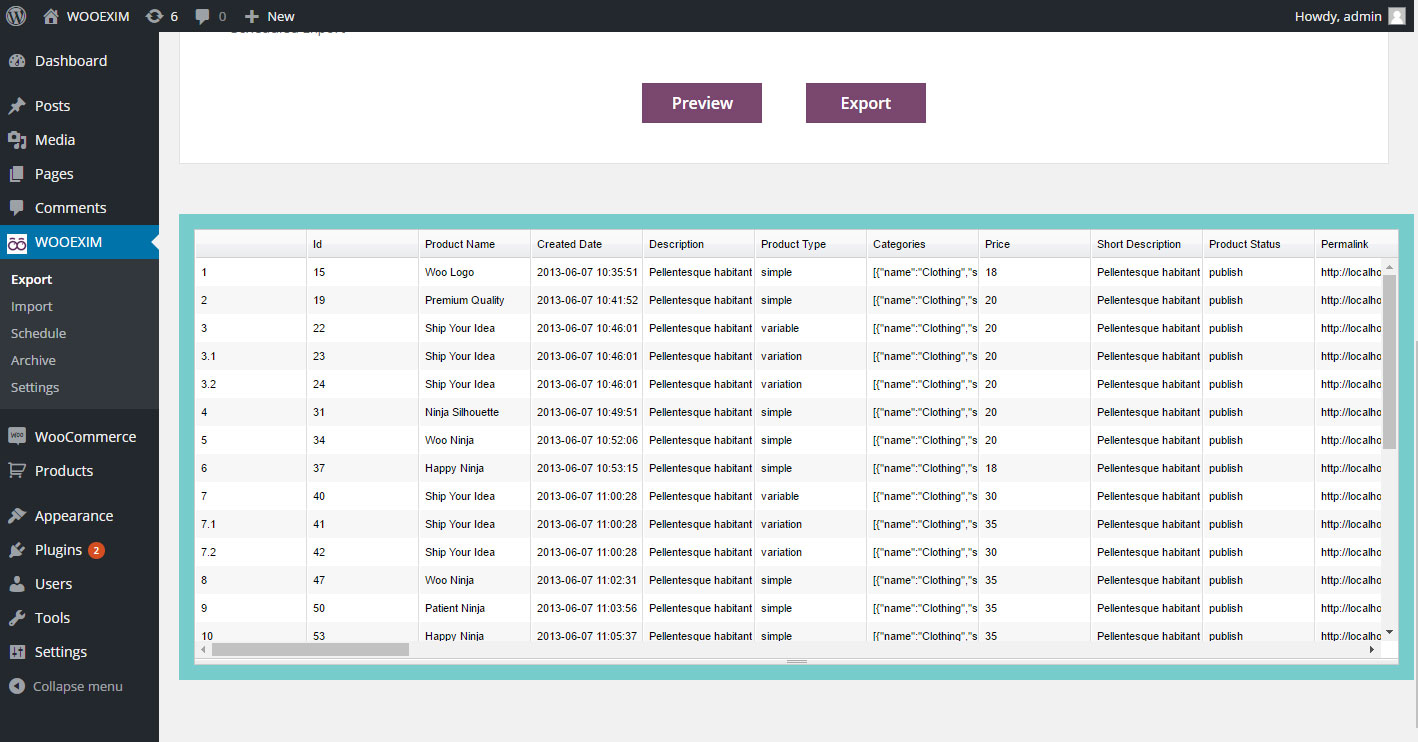 WOOEXIM 6 0 New Howdy, admin
Dashboard
Posts
Media
Pages
Comments
WOOEXIM
Export
Import
Schedule
Archive
Settings
WooCommerce
Products
Appearance
Plugins 2
Users
Tools
Settings
Collapse menu
Scheduled Export
Preview Export
Id Product Name Created Date Description Product Type Categories Price Short Description Product Status Permalink
1 15 Woo Logo 2013-06-07 10:35:51 Pellentesque habitant simple [{"name":"Clothing","s 18 Pellentesque habitant publish http://localho
2 19 Premium Quality 2013-06-07 10:41:52 Pellentesque habitant simple [{"name":"Clothing","s 20 Pellentesque habitant publish http://localho
3 22 Ship Your Idea 2013-06-07 10:46:01 Pellentesque habitant variable [{"name":"Clothing","s 20 Pellentesque habitant publish http://localho
3.1 23 Ship Your Idea 2013-06-07 10:46:01 Pellentesque habitant variation [{"name":"Clothing","s 20 Pellentesque habitant publish http://localho
3.2 24 Ship Your Idea 2013-06-07 10:46:01 Pellentesque habitant variation [{"name":"Clothing","s 20 Pellentesque habitant publish http://localho
4 31 Ninja Silhouette 2013-06-07 10:49:51 Pellentesque habitant simple [{"name":"Clothing","s 20 Pellentesque habitant publish http://localho
5 34 Woo Ninja 2013-06-07 10:52:06 Pellentesque habitant simple [{"name":"Clothing","s 20 Pellentesque habitant publish http://localho
6 37 Happy Ninja 2013-06-07 10:53:15 Pellentesque habitant simple [{"name":"Clothing","s 18 Pellentesque habitant publish http://localho
7 40 Ship Your Idea 2013-06-07 11:00:28 Pellentesque habitant variable [{"name":"Clothing","s 30 Pellentesque habitant publish http://localho
7.1 41 Ship Your Idea 2013-06-07 11:00:28 Pellentesque habitant variation [{"name":"Clothing","s 35 Pellentesque habitant publish http://localho
7.2 42 Ship Your Idea 2013-06-07 11:00:28 Pellentesque habitant variation [{"name":"Clothing","s 30 Pellentesque habitant publish http://localho
8 47 Woo Ninja 2013-06-07 11:02:31 Pellentesque habitant simple [{"name":"Clothing","s 35 Pellentesque habitant publish http://localho
9 50 Patient Ninja 2013-06-07 11:03:56 Pellentesque habitant simple [{"name":"Clothing","s 35 Pellentesque habitant publish http://localho
10 53 Happy Ninja 2013-06-07 11:05:37 Pellentesque habitant simple [{"name":"Clothing","s 35 Pellentesque habitant publish http://localho